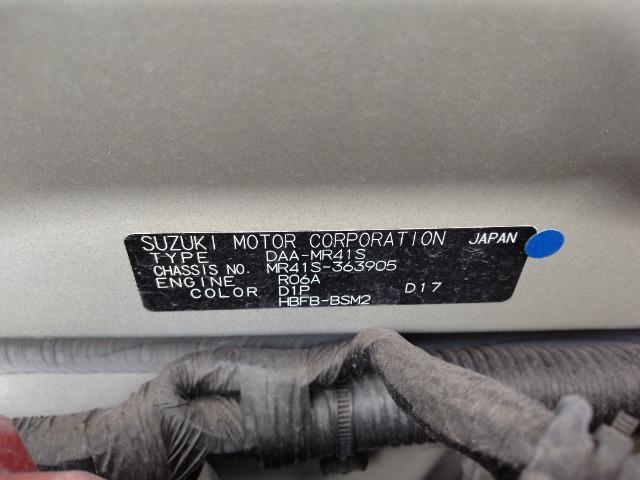 SUZUKI MOTOR CORPORATION JAPAN
TYPE DAA-MR41S
CHASSIS NO. MR41S-363905
ENGINE R06A
COLOR D1P D17
HBFB-BSM2